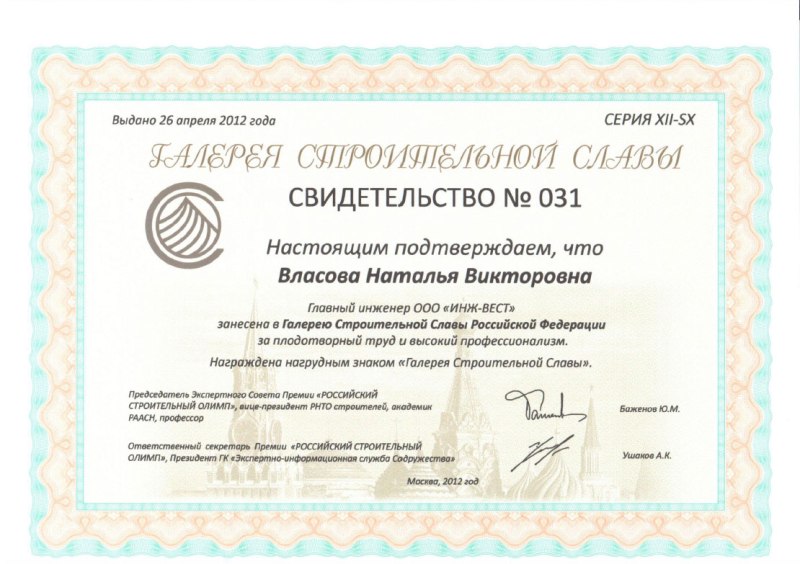 Выдано 26 апреля 2012 года
СЕРИЯ XII-SX
ГАЛЕРЕЯ СТРОИТЕЛЬНОЙ СЛАВЫ
СВИДЕТЕЛЬСТВО № 031
Настоящим подтверждаем, что
Власова Наталья Викторовна
Главный инженер ООО «ИНЖ-ВЕСТ»
занесена в Галерею Строительной Славы Российской Федерации
за плодотворный труд и высокий профессионализм.
Награждена нагрудным знаком «Галерея Строительной Славы».
Председатель Экспертного Совета Премии «РОССИЙСКИЙ
СТРОИТЕЛЬНЫЙ ОЛИМП», вице-президент РНТО строителей, академик
РААСН, профессор
Баженов Ю.М.
Ответственный секретарь Премии «РОССИЙСКИЙ СТРОИТЕЛЬНЫЙ
ОЛИМП», Президент ГК «Экспертно-информационная служба Содружества»
Ушаков А.К.
Москва, 2012 год